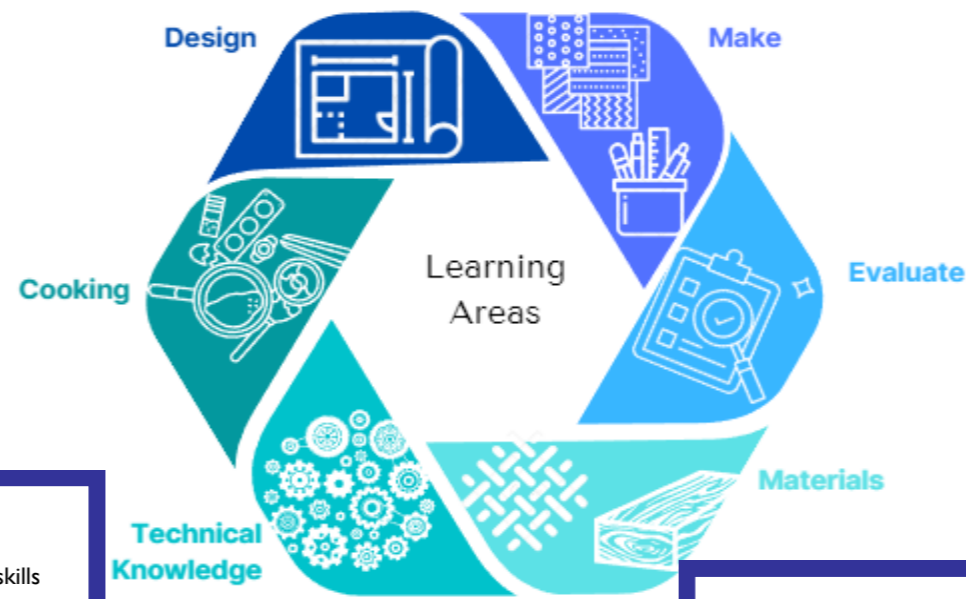 Design
Make
Cooking
Learning
Areas
Evaluate
Materials
Technical
Knowledge
skills